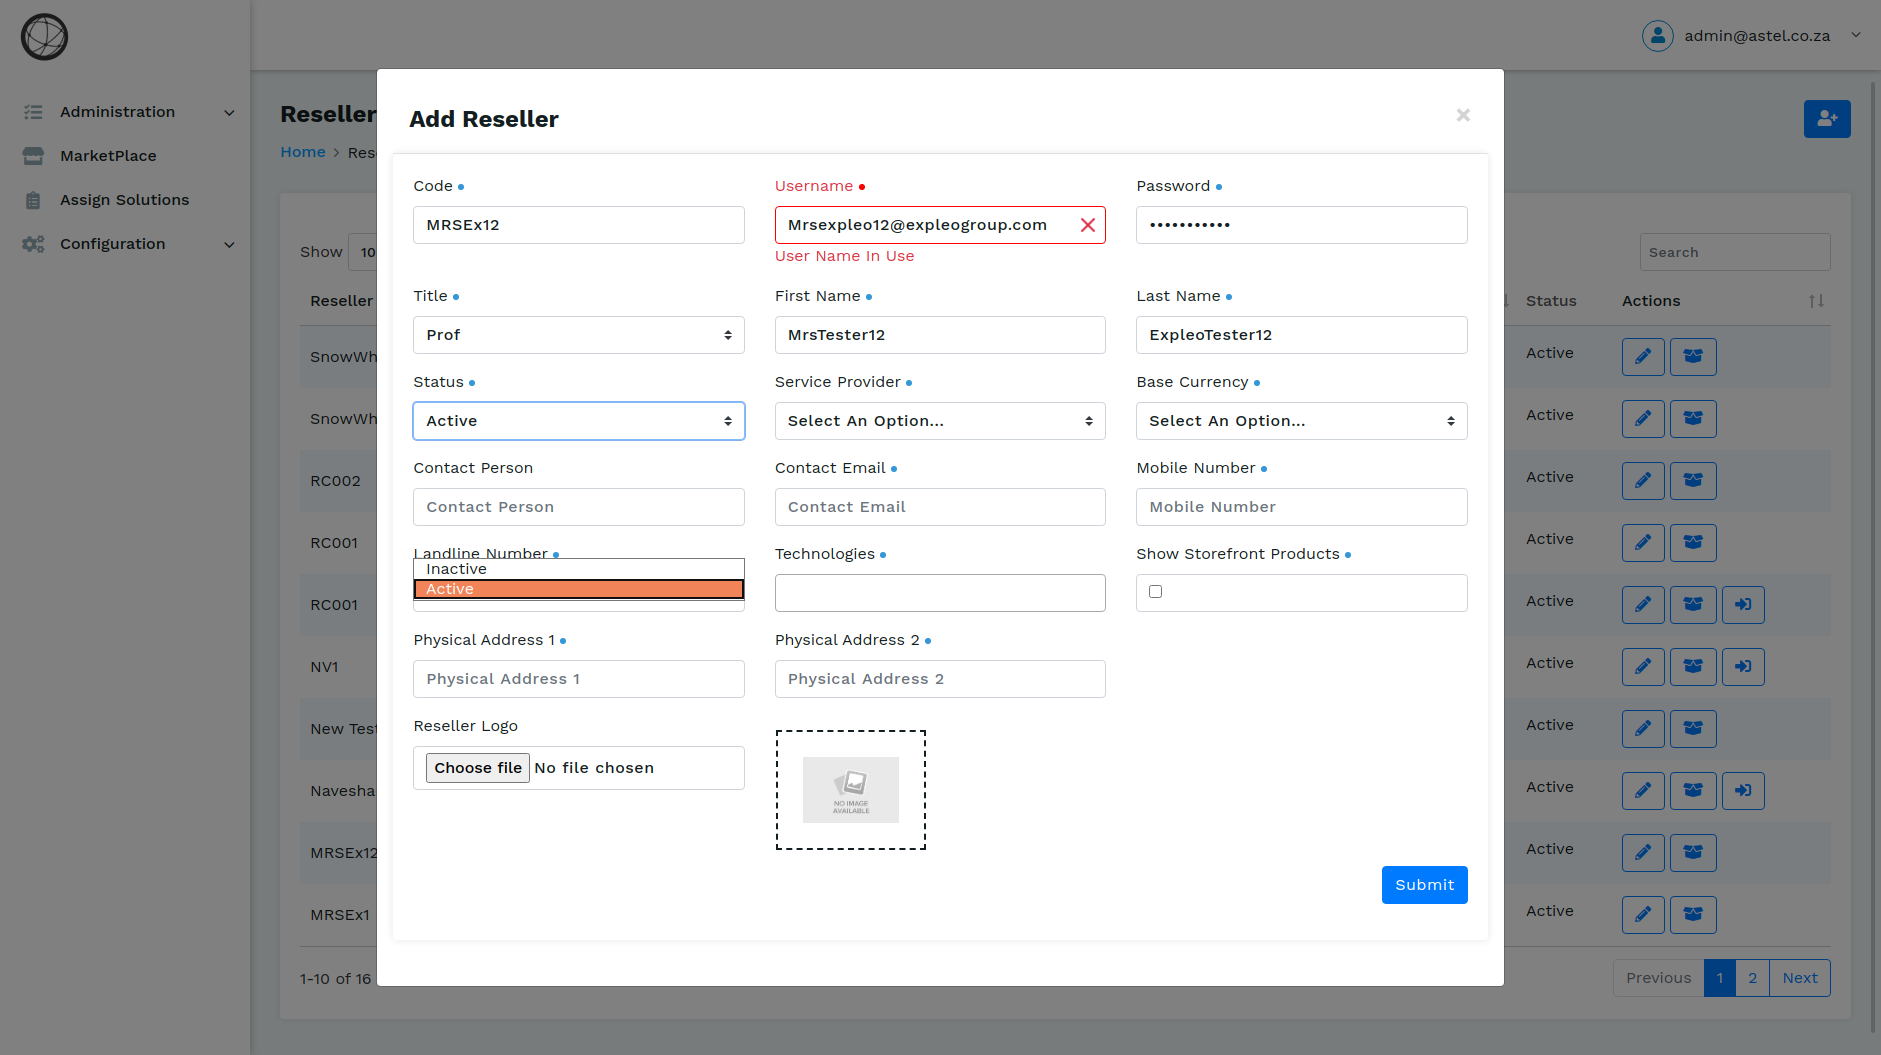 admin@astel.co.za
Administration
MarketPlace
Assign Solutions
Configuration
Reseller
Home > Res
Show 10
Search
Reseller
Status Actions
SnowWh
Active
SnowWh
Active
RC002
Active
RC001
Active
RC001
Active
NV1
Active
New Test
Active
Navesha
Active
MRSEx12
Active
MRSEx1
Active
1-10 of 16
Previous 1 2 Next
Add Reseller
×
Code
Username
Password
MRSEx12
Mrsexpleo12@expleogroup.com
•••••••••••
User Name In Use
Title
First Name
Last Name
Prof
MrsTester12
ExpleoTester12
Status
Service Provider
Base Currency
Active
Select An Option...
Select An Option...
Contact Person
Contact Email
Mobile Number
Contact Person
Contact Email
Mobile Number
Landline Number
Technologies
Show Storefront Products
Inactive
Active
Physical Address 1
Physical Address 2
Physical Address 1
Physical Address 2
Reseller Logo
Choose file No file chosen
NO IMAGE
AVAILABLE
Submit